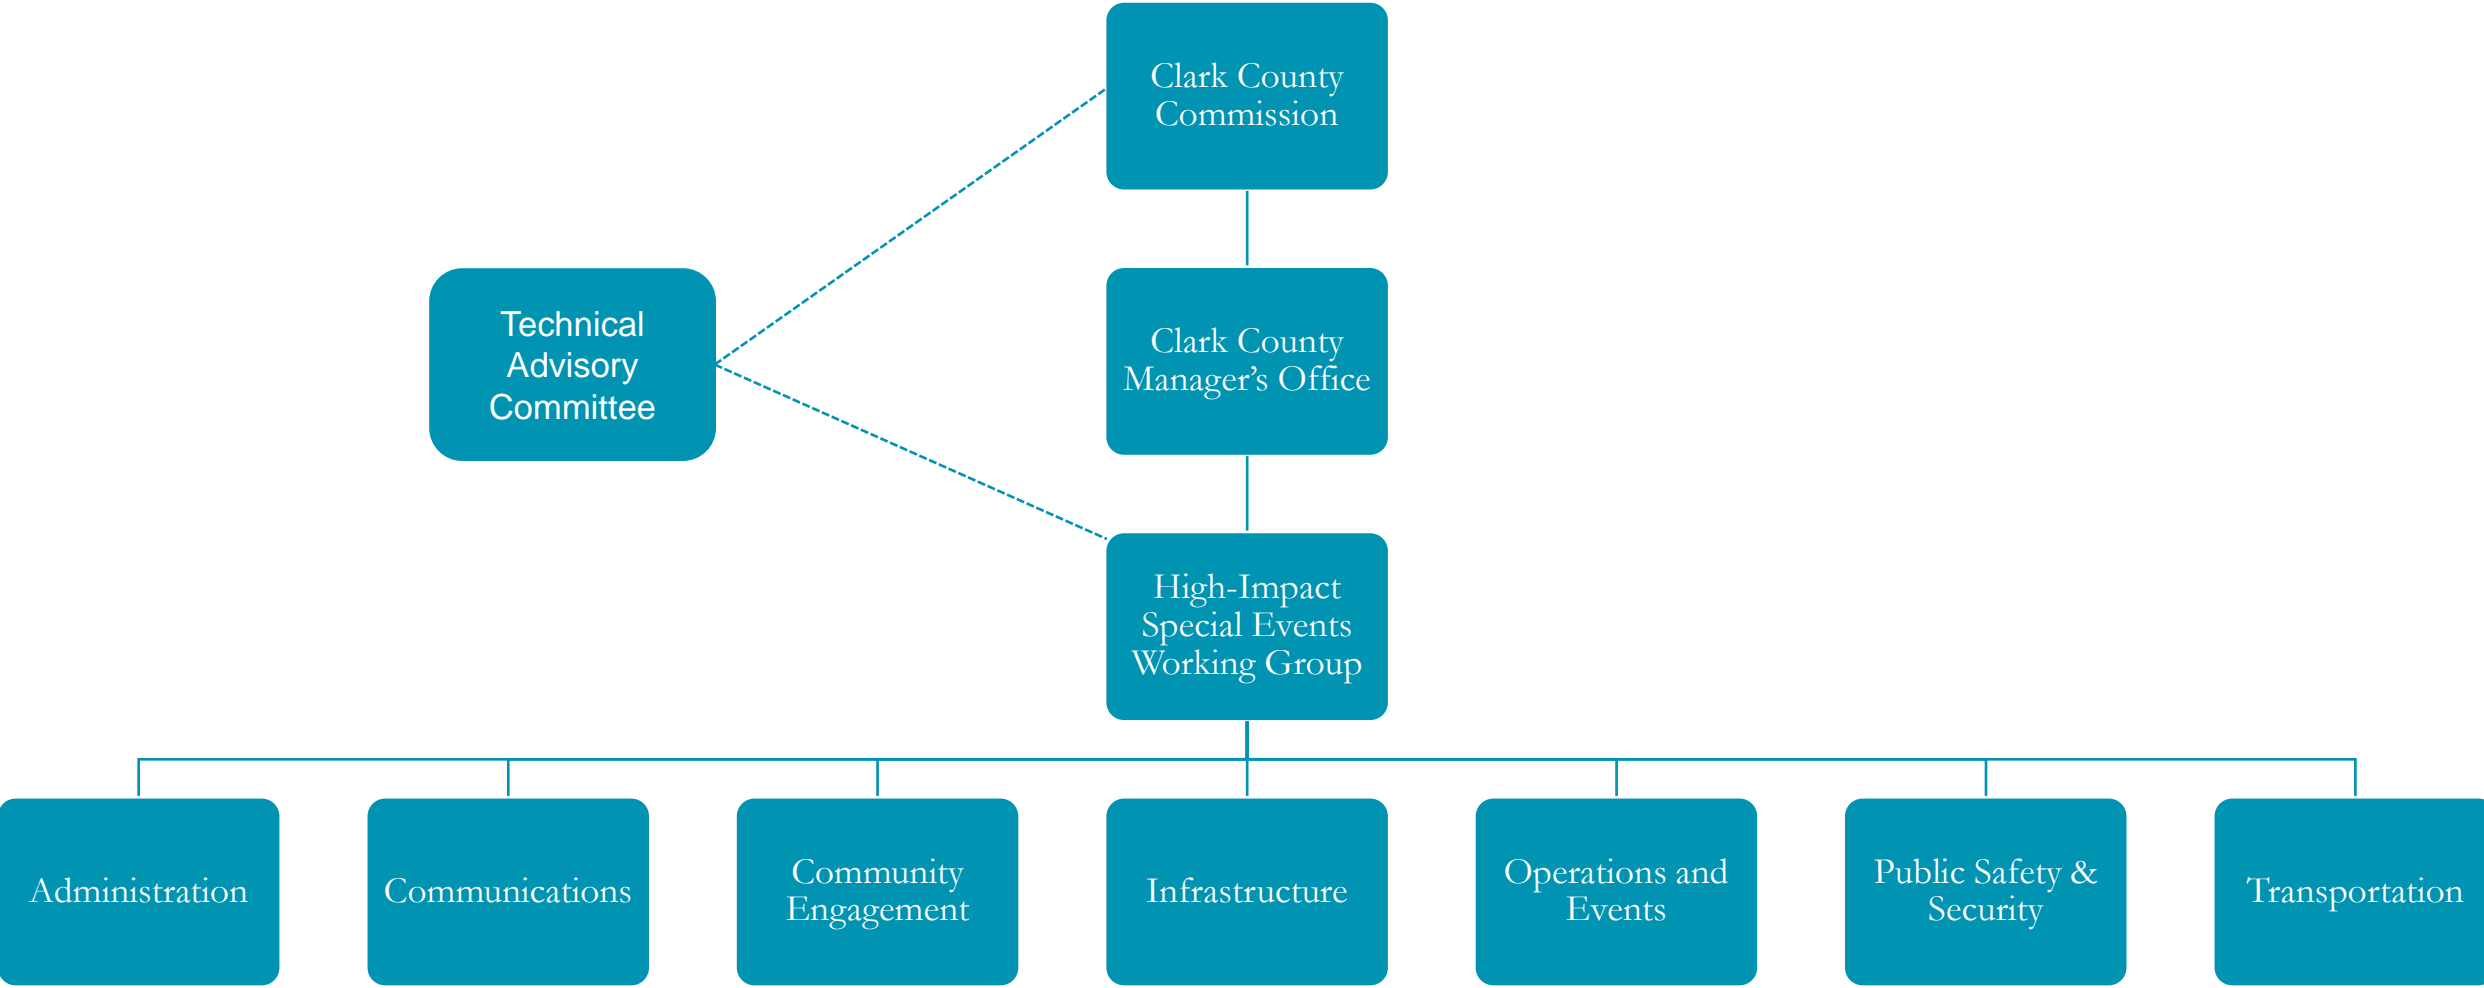 Clark County
Commission
Technical
Advisory
Committee
Clark County
Manager’s Office
High-Impact
Special Events
Working Group
Administration
Communications
Community
Engagement
Infrastructure
Operations and
Events
Public Safety &
Security
Transportation